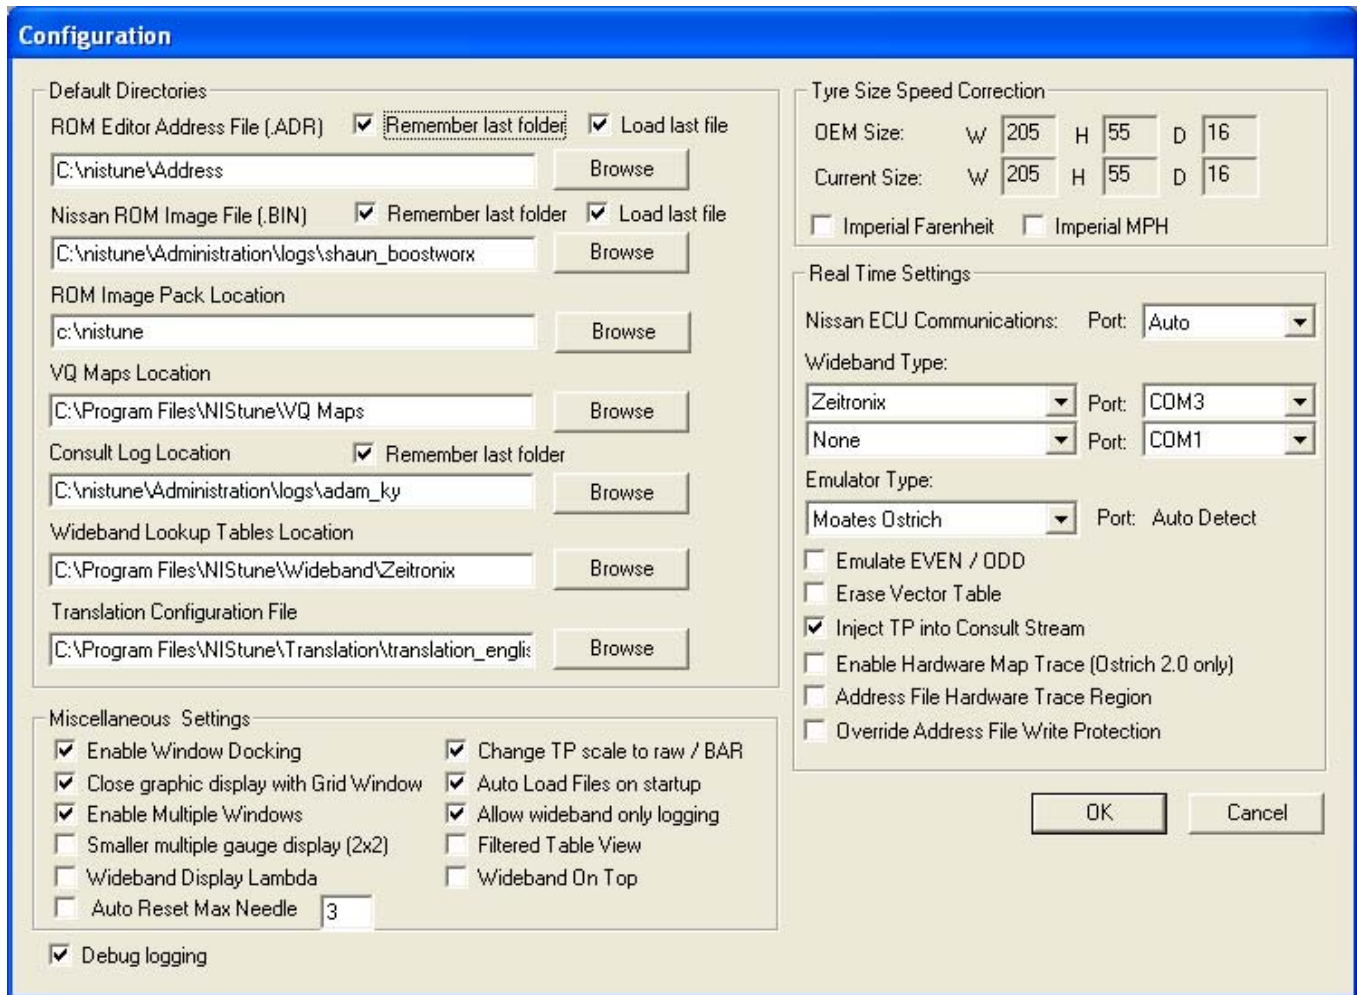 Configuration
Default Directories
ROM Editor Address File (.ADR) Remember last folder Load last file
C:\nistune\Address Browse
Nissan ROM Image File (.BIN) Remember last folder Load last file
C:\nistune\Administration\logs\shaun_boostworx Browse
ROM Image Pack Location
c:\nistune Browse
VQ Maps Location
C:\Program Files\NIStune\VQ Maps Browse
Consult Log Location Remember last folder
C:\nistune\Administration\logs\adam_ky Browse
Wideband Lookup Tables Location
C:\Program Files\NIStune\Wideband\Zeitronix Browse
Translation Configuration File
C:\Program Files\NIStune\Translation\translation_englis Browse
Miscellaneous Settings
Enable Window Docking Change TP scale to raw / BAR
Close graphic display with Grid Window Auto Load Files on startup
Enable Multiple Windows Allow wideband only logging
Smaller multiple gauge display (2x2) Filtered Table View
Wideband Display Lambda Wideband On Top
Auto Reset Max Needle 3
Debug logging
Tyre Size Speed Correction
OEM Size: W 205 H 55 D 16
Current Size: W 205 H 55 D 16
Imperial Farenheit Imperial MPH
Real Time Settings
Nissan ECU Communications: Port: Auto
Wideband Type:
Zeitronix Port: COM3
None Port: COM1
Emulator Type:
Moates Ostrich Port: Auto Detect
Emulate EVEN / ODD
Erase Vector Table
Inject TP into Consult Stream
Enable Hardware Map Trace (Ostrich 2.0 only)
Address File Hardware Trace Region
Override Address File Write Protection
OK Cancel